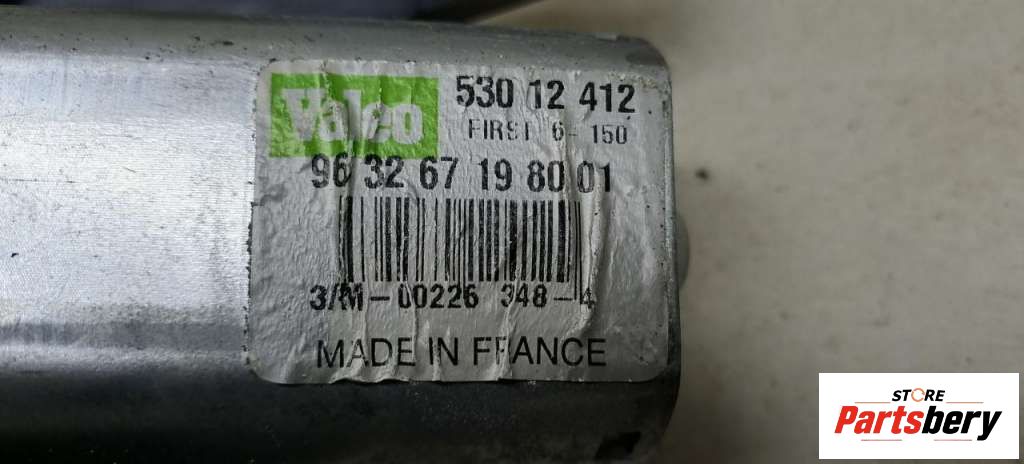 Valeo
530 12 412
FIRST 6- 150
96 32 67 19 80 01
3/M-00226 348-4
MADE IN FRANCE
STORE
Partsbery